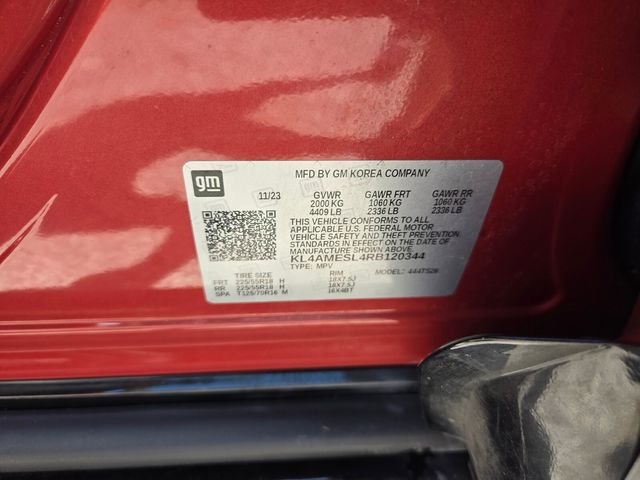 gm
MFD BY GM KOREA COMPANY
11/23 GVWR GAWR FRT GAWR RR
2000 KG 1060 KG 1060 KG
4409 LB 2336 LB 2336 LB
THIS VEHICLE CONFORMS TO ALL
APPLICABLE U.S. FEDERAL MOTOR
VEHICLE SAFETY AND THEFT PREVENTION
STANDARDS IN EFFECT ON THE DATE OF
MANUFACTURE SHOWN ABOVE.
KL4AMESL4RB120344
TYPE: MPV MODEL: 4TS26
TIRE SIZE RIM
FRT 225/55R18 H 18X7.5J
RR 225/55R18 H 18X7.5J
SPA T125/70R16 M 16X4BT